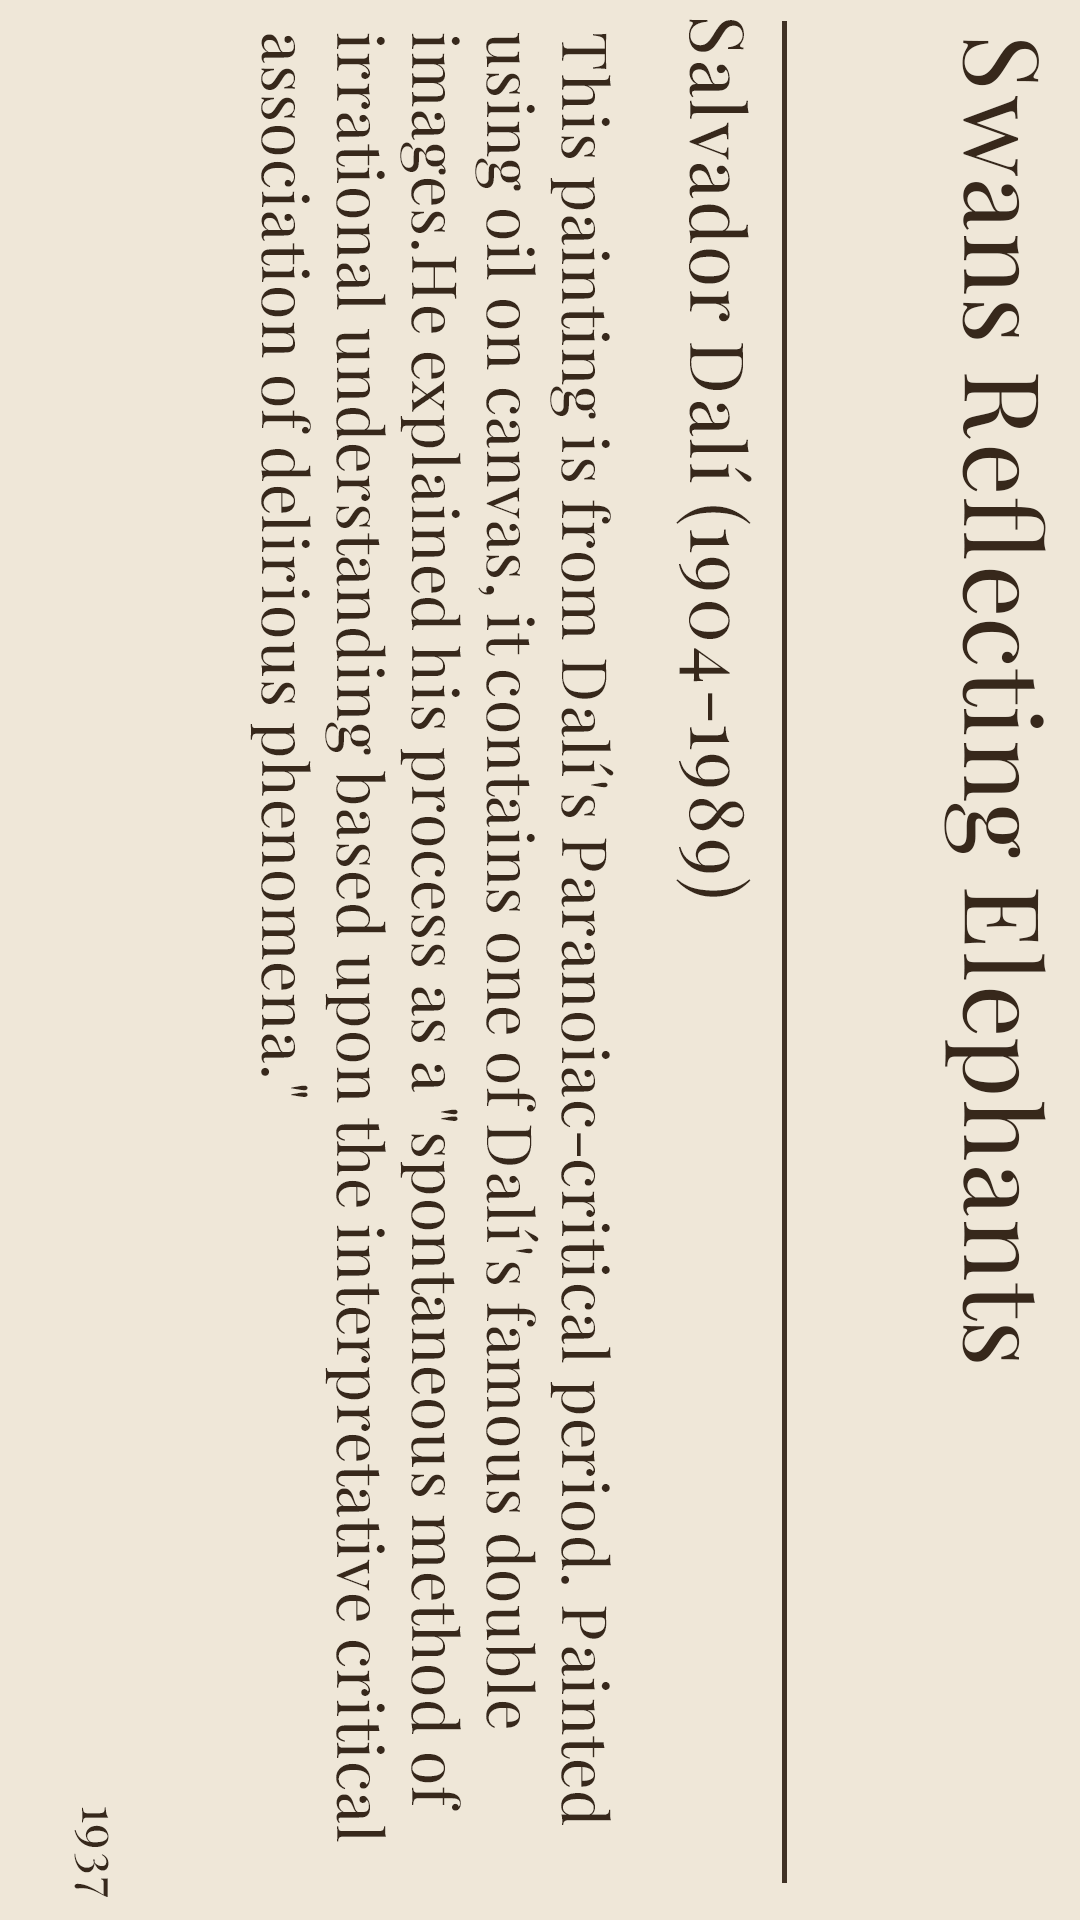 Swans Reflecting Elephants
Salvador Dalí (1904-1989)
This painting is from Dalí's Paranoiac-critical period. Painted
using oil on canvas, it contains one of Dalí's famous double
images.He explained his process as a "spontaneous method of
irrational understanding based upon the interpretative critical
association of delirious phenomena."
1937